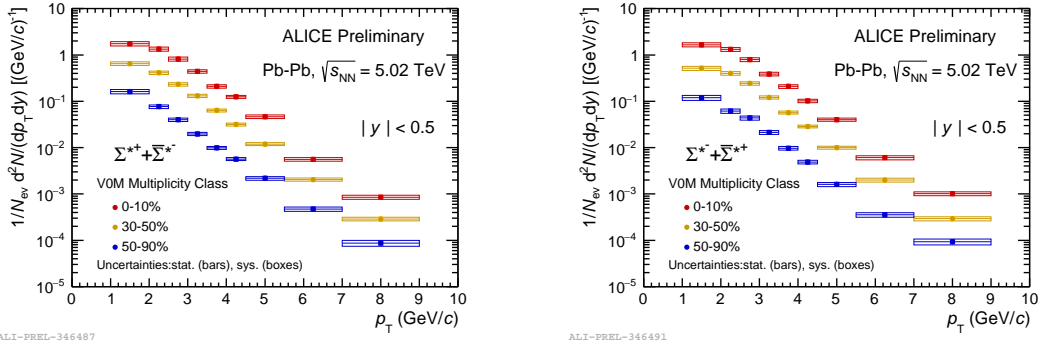 1/N_ev d²N/(dp_Tdy) [(GeV/c)⁻¹]
10
1
10⁻¹
10⁻²
10⁻³
10⁻⁴
10⁻⁵
ALICE Preliminary
Pb-Pb, √s_NN = 5.02 TeV
| y | < 0.5
Σ*⁺+Σ̅*⁻
V0M Multiplicity Class
0-10%
30-50%
50-90%
Uncertainties:stat. (bars), sys. (boxes)
0 1 2 3 4 5 6 7 8 9 10
p_T (GeV/c)
ALI-PREL-346487
1/N_ev d²N/(dp_Tdy) [(GeV/c)⁻¹]
10
1
10⁻¹
10⁻²
10⁻³
10⁻⁴
10⁻⁵
ALICE Preliminary
Pb-Pb, √s_NN = 5.02 TeV
| y | < 0.5
Σ*⁻+Σ̅*⁺
V0M Multiplicity Class
0-10%
30-50%
50-90%
Uncertainties:stat. (bars), sys. (boxes)
0 1 2 3 4 5 6 7 8 9 10
p_T (GeV/c)
ALI-PREL-346491